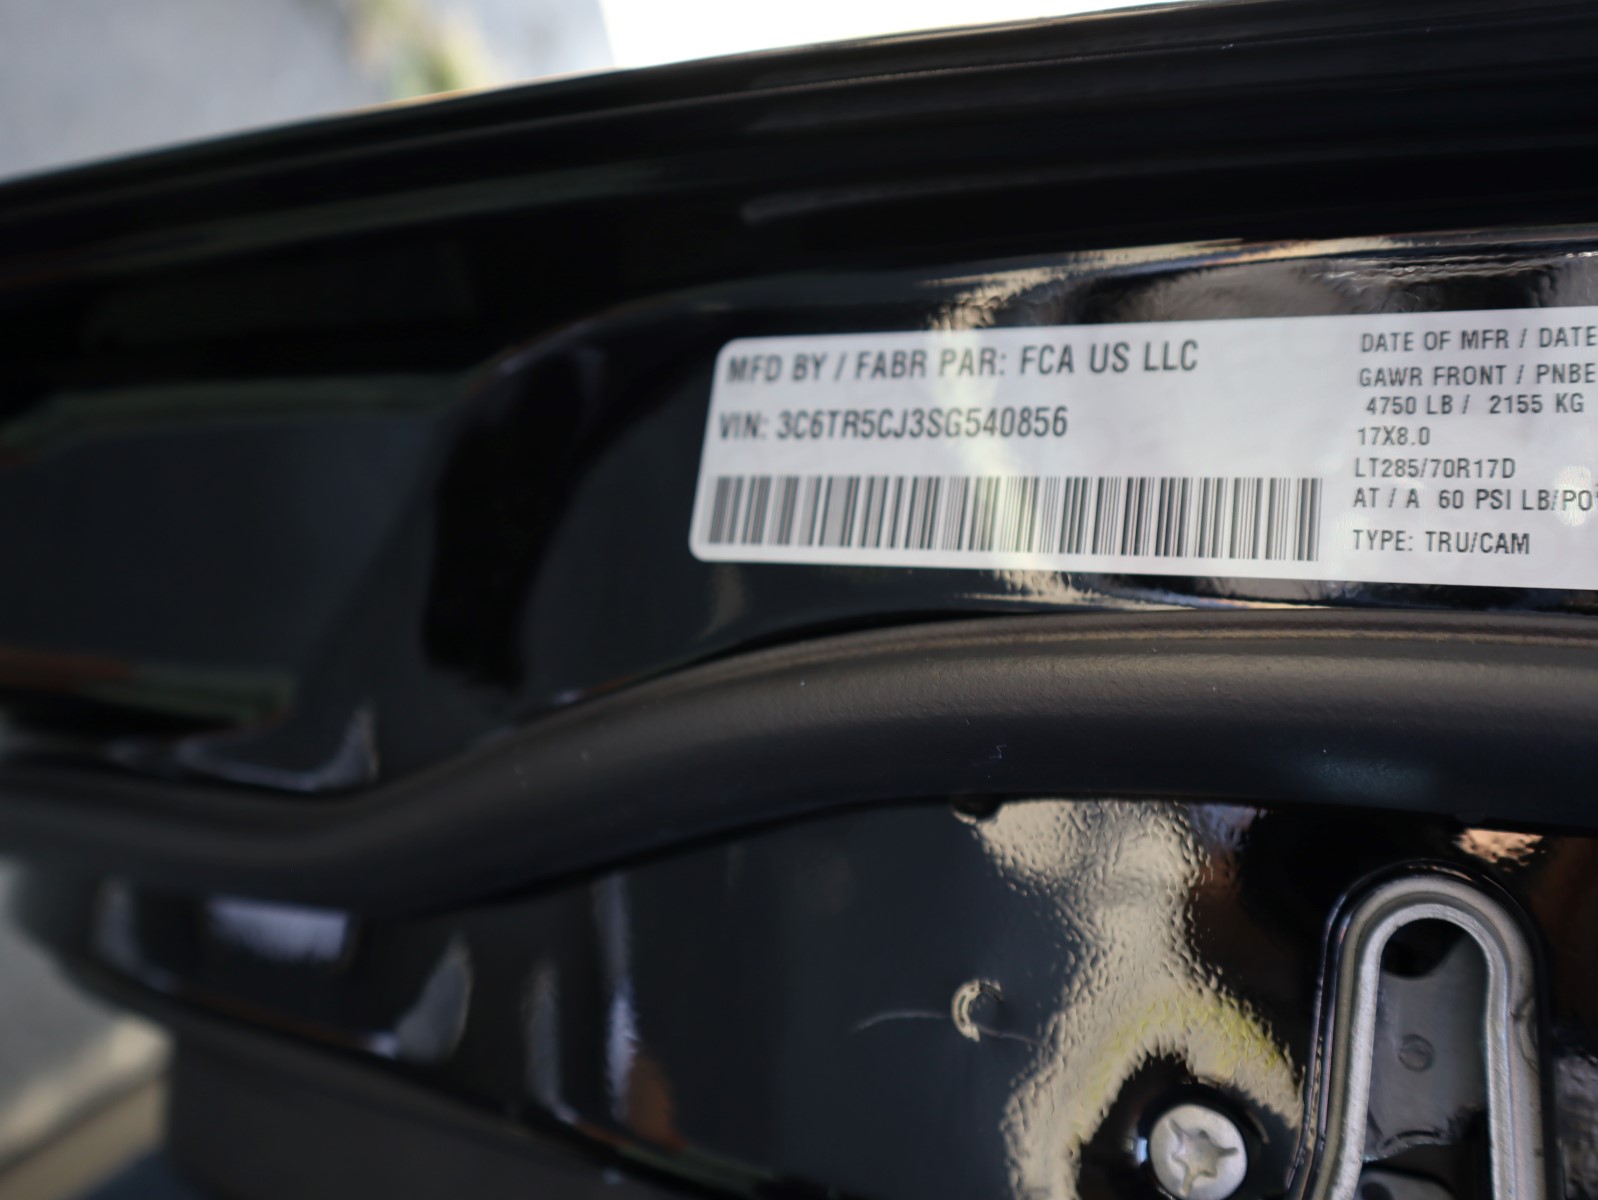 MFD BY / FABR PAR: FCA US LLC
VIN: 3C6TR5CJ3SG540856
DATE OF MFR / DATE
GAWR FRONT / PNBE
4750 LB / 2155 KG
17X8.0
LT285/70R17D
AT / A 60 PSI LB/PO
TYPE: TRU/CAM